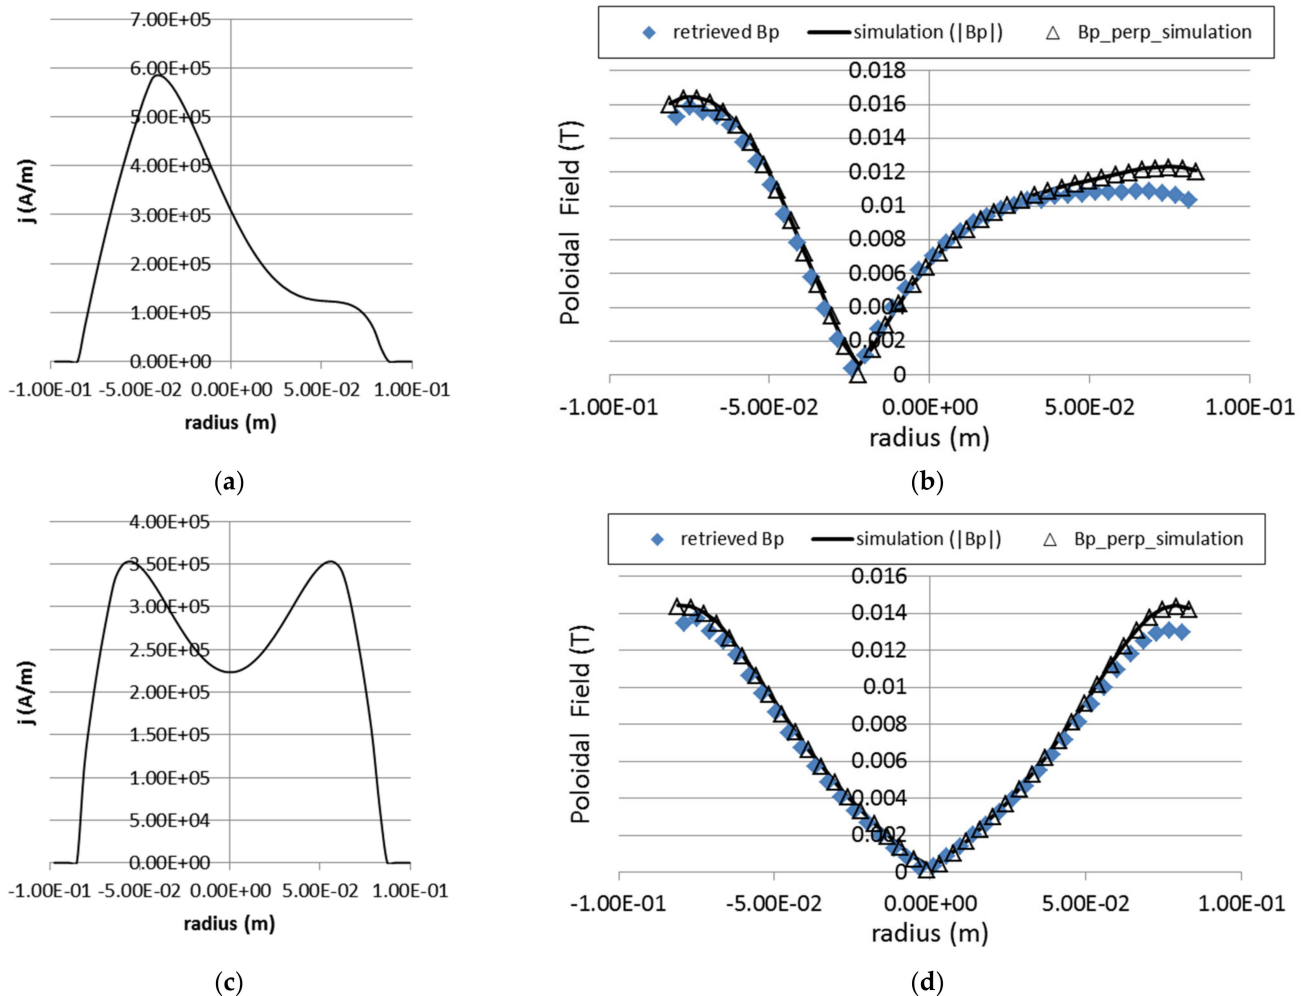 7.00E+05
6.00E+05
5.00E+05
4.00E+05
3.00E+05
2.00E+05
1.00E+05
0.00E+00
j (A/m)
-1.00E-01 -5.00E-02 0.00E+00 5.00E-02 1.00E-01
radius (m)
(a)
retrieved Bp simulation (|Bp|) Bp_perp_simulation
0.018
0.016
0.014
0.012
0.01
0.008
0.006
0.004
0.002
0
Poloidal Field (T)
-1.00E-01 -5.00E-02 0.00E+00 5.00E-02 1.00E-01
radius (m)
(b)
4.00E+05
3.50E+05
3.00E+05
2.50E+05
2.00E+05
1.50E+05
1.00E+05
5.00E+04
0.00E+00
j (A/m)
-1.00E-01 -5.00E-02 0.00E+00 5.00E-02 1.00E-01
radius (m)
(c)
retrieved Bp simulation (|Bp|) Bp_perp_simulation
0.016
0.014
0.012
0.01
0.008
0.006
0.004
0.002
0
Poloidal Field (T)
-1.00E-01 -5.00E-02 0.00E+00 5.00E-02 1.00E-01
radius (m)
(d)